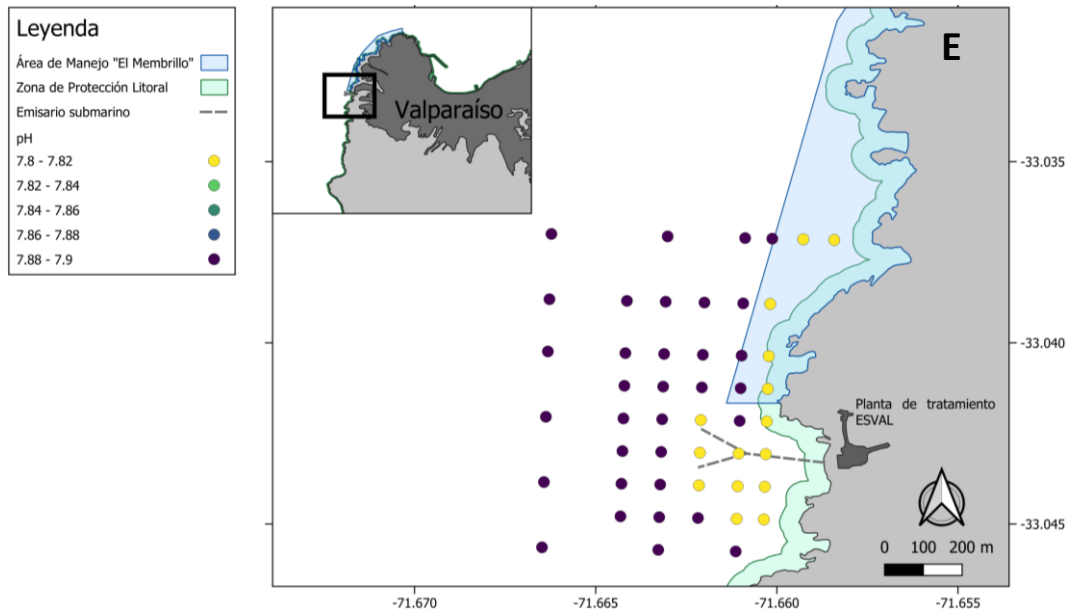 Leyenda
Área de Manejo "El Membrillo"
Zona de Protección Litoral
Emisario submarino
pH
7.8 - 7.82
7.82 - 7.84
7.84 - 7.86
7.86 - 7.88
7.88 - 7.9
Valparaíso
E
-33.035
-33.040
Planta de tratamiento
ESVAL
-33.045
0 100 200 m
-71.670 -71.665 -71.660 -71.655